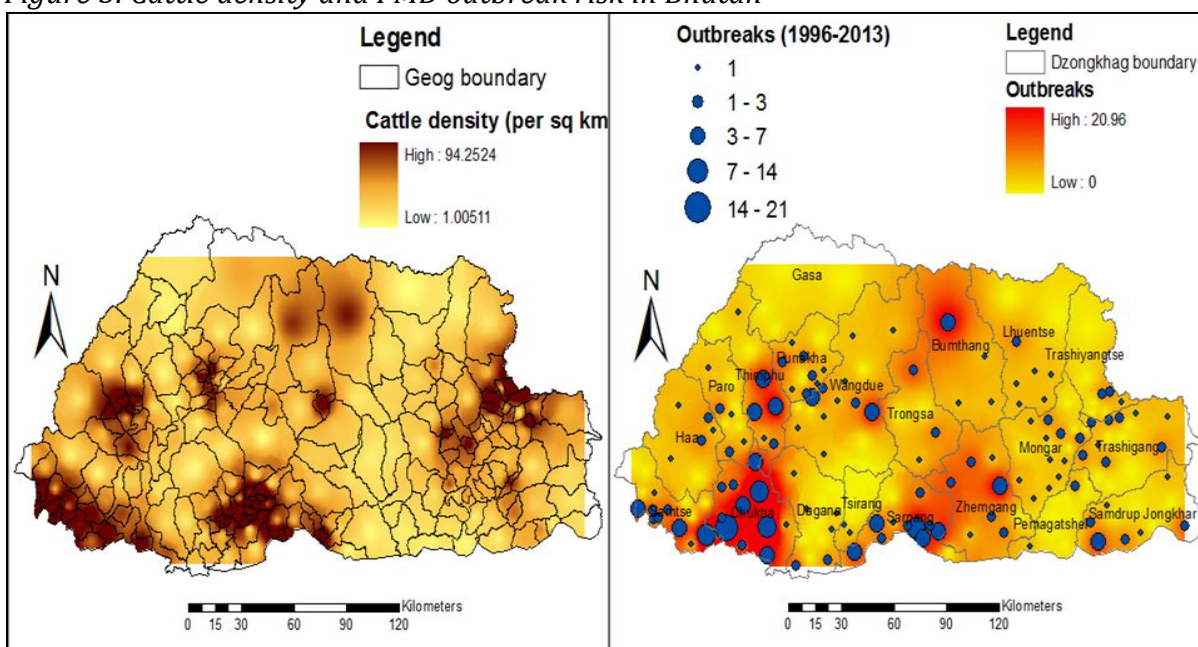 Figure 3. Cattle density and FMD outbreak risk in Bhutan
Legend
Geog boundary
Cattle density (per sq km
High : 94.2524
Low : 1.00511
N
Kilometers
0 15 30 60 90 120
Outbreaks (1996-2013)
1
1 - 3
3 - 7
7 - 14
14 - 21
Legend
Dzongkhag boundary
Outbreaks
High : 20.96
Low : 0
N
Gasa
Bumthang
Lhuentse
Trashiyangtse
Punakha
Thimphu
Paro
Wangdue
Trongsa
Haa
Mongar
Trashigang
Tsirang
Dagana
Zhemgang
Samtse
Chukha
Sarpang
Pemagatshel
Samdrup Jongkhar
Kilometers
0 15 30 60 90 120